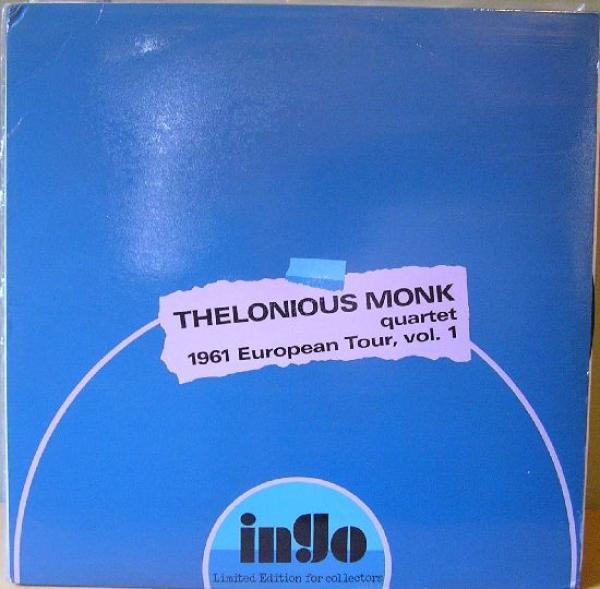 THELONIOUS MONK
quartet
1961 European Tour, vol. 1
ingo
Limited Edition for collectors